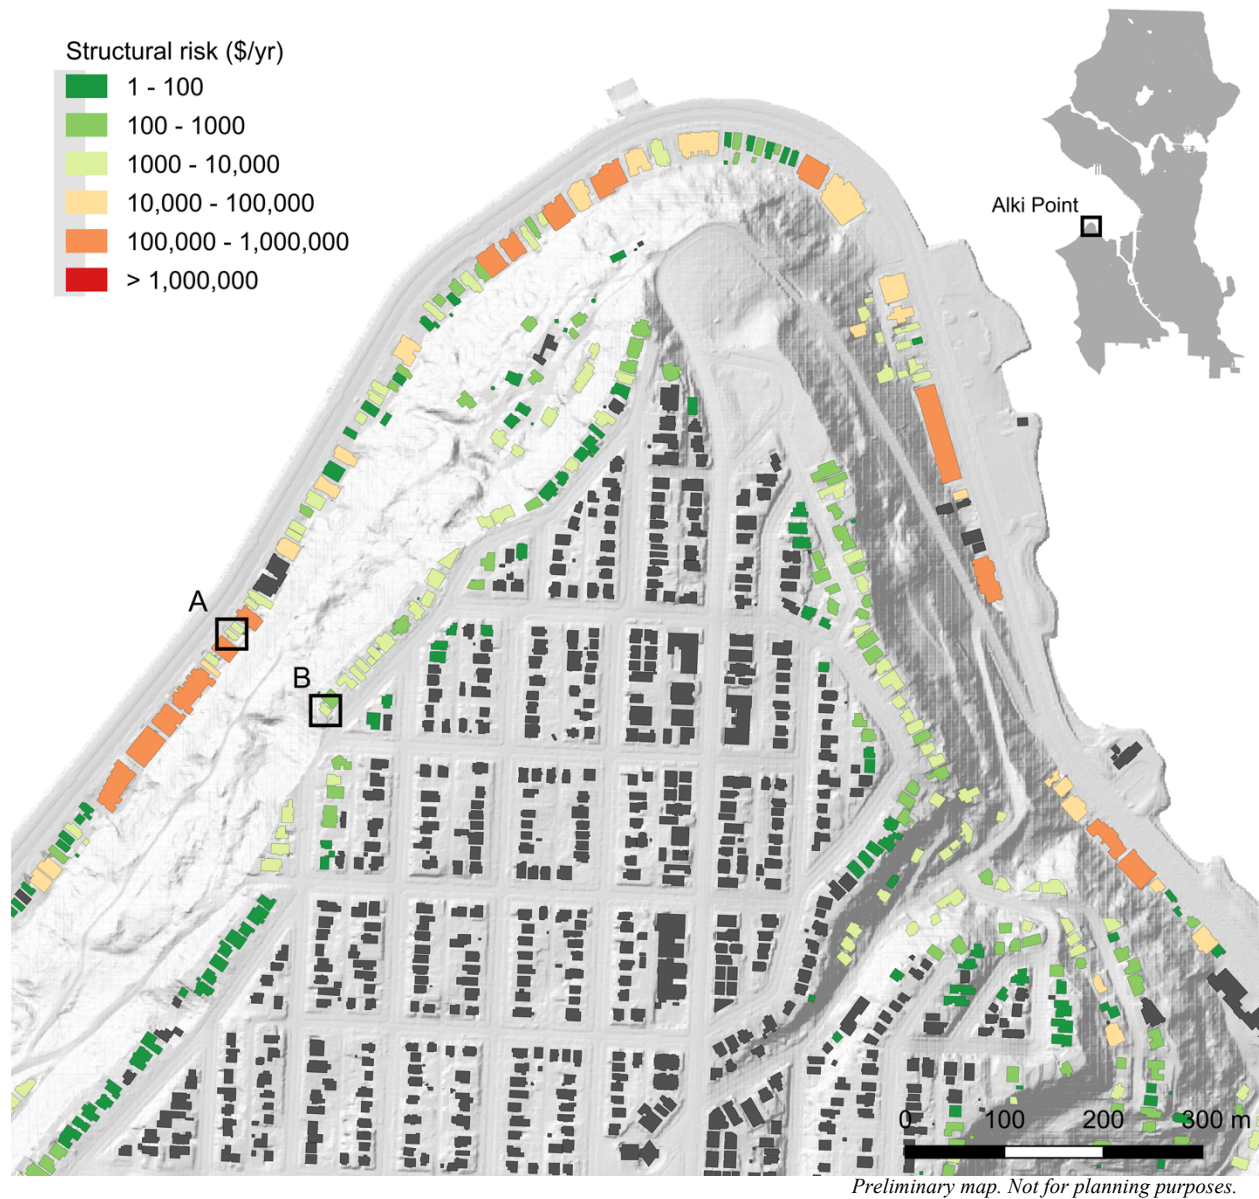 Structural risk ($/yr)
1 - 100
100 - 1000
1000 - 10,000
10,000 - 100,000
100,000 - 1,000,000
> 1,000,000
Alki Point
A
B
0 100 200 300 m
Preliminary map. Not for planning purposes.